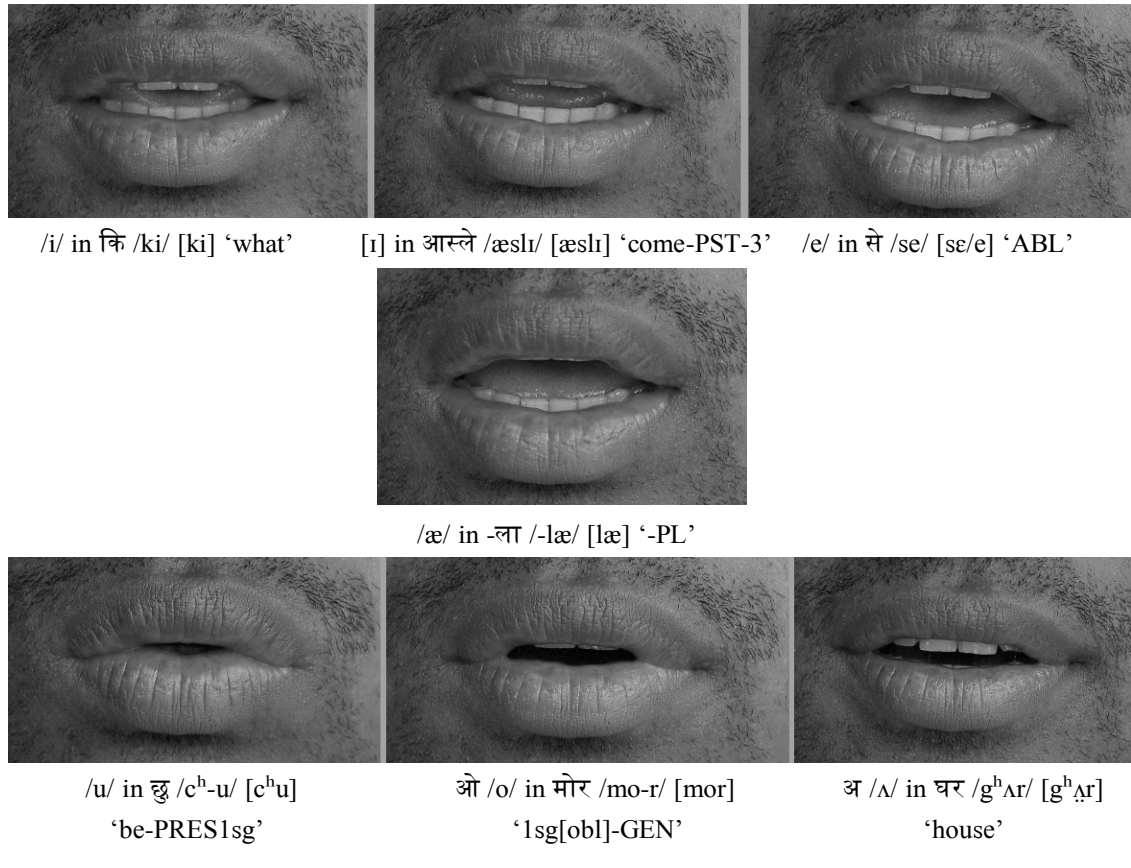 /i/ in कि /ki/ [ki] ‘what’ [ɪ] in आस्ले /æslɪ/ [æslɪ] ‘come-PST-3’ /e/ in से /se/ [sɛ/e] ‘ABL’
/æ/ in -ला /-læ/ [læ] ‘-PL’
/u/ in छु /cʰ-u/ [cʰu] ओ /o/ in मोर /mo-r/ [mor] अ /ʌ/ in घर /gʰʌr/ [gʰʌ̤r]
‘be-PRES1sg’ ‘1sg[obl]-GEN’ ‘house’